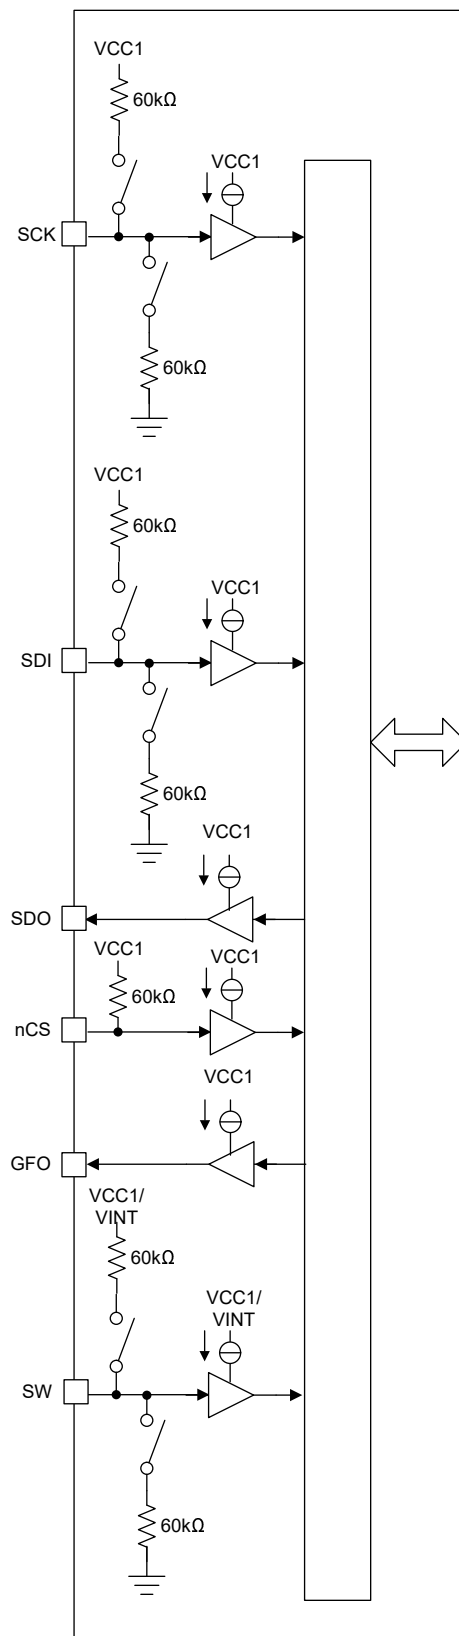 VCC1
60kΩ
VCC1
SCK
60kΩ
VCC1
60kΩ
VCC1
SDI
60kΩ
VCC1
SDO
VCC1
VCC1
60kΩ
nCS
VCC1
GFO
VCC1/
VINT
60kΩ
VCC1/
VINT
SW
60kΩ